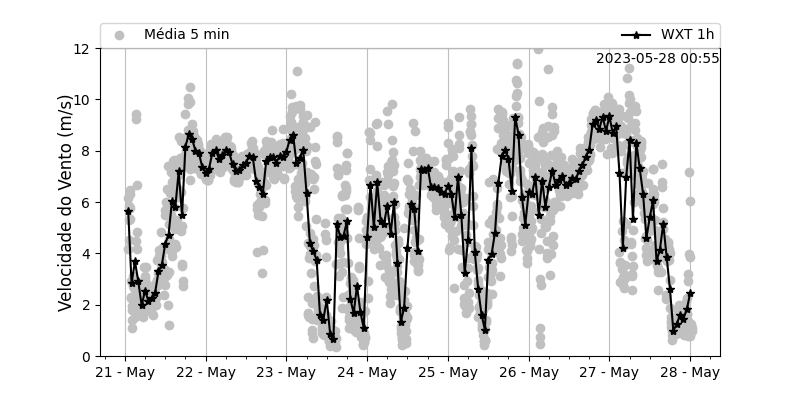 Média 5 min
WXT 1h
2023-05-28 00:55
Velocidade do Vento (m/s)
12
10
8
6
4
2
0
21 - May 22 - May 23 - May 24 - May 25 - May 26 - May 27 - May 28 - May